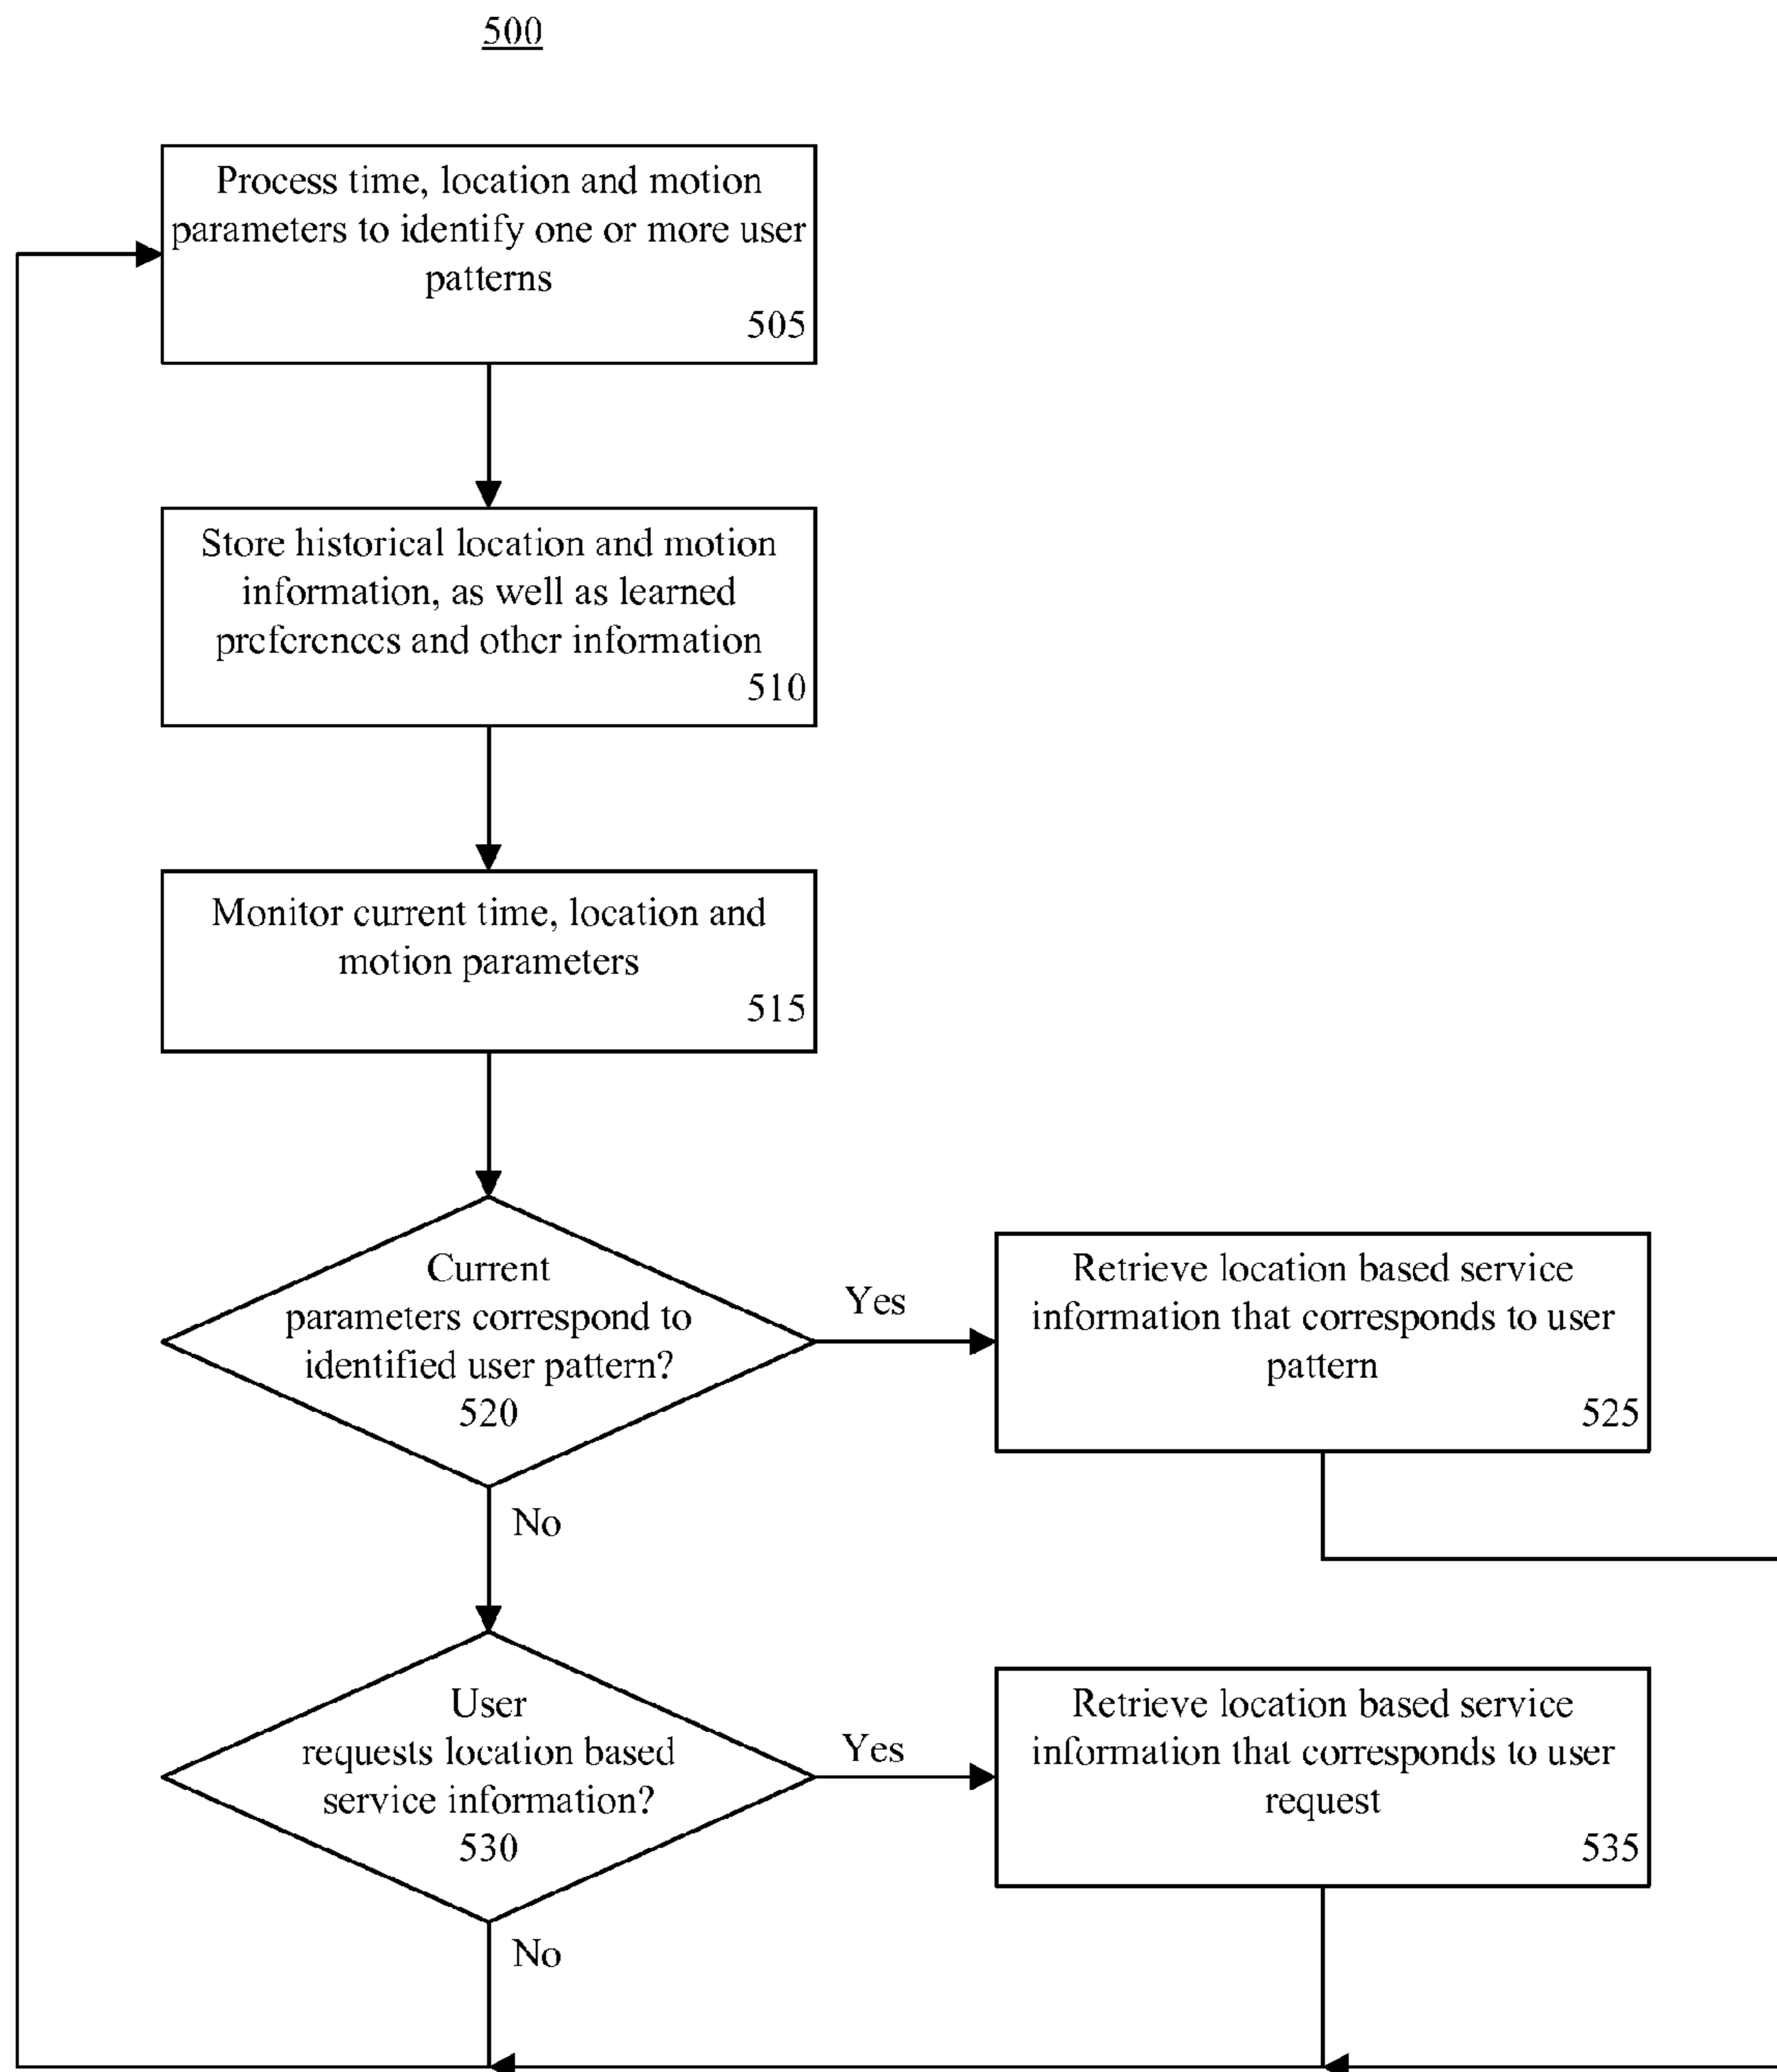 500
Process time, location and motion
parameters to identify one or more user
patterns
505
Store historical location and motion
information, as well as learned
preferences and other information
510
Monitor current time, location and
motion parameters
515
Current
parameters correspond to
identified user pattern?
520
Yes
Retrieve location based service
information that corresponds to user
pattern
525
No
User
requests location based
service information?
530
Yes
Retrieve location based service
information that corresponds to user
request
535
No